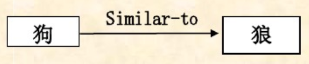 Similar-to
狗
狼